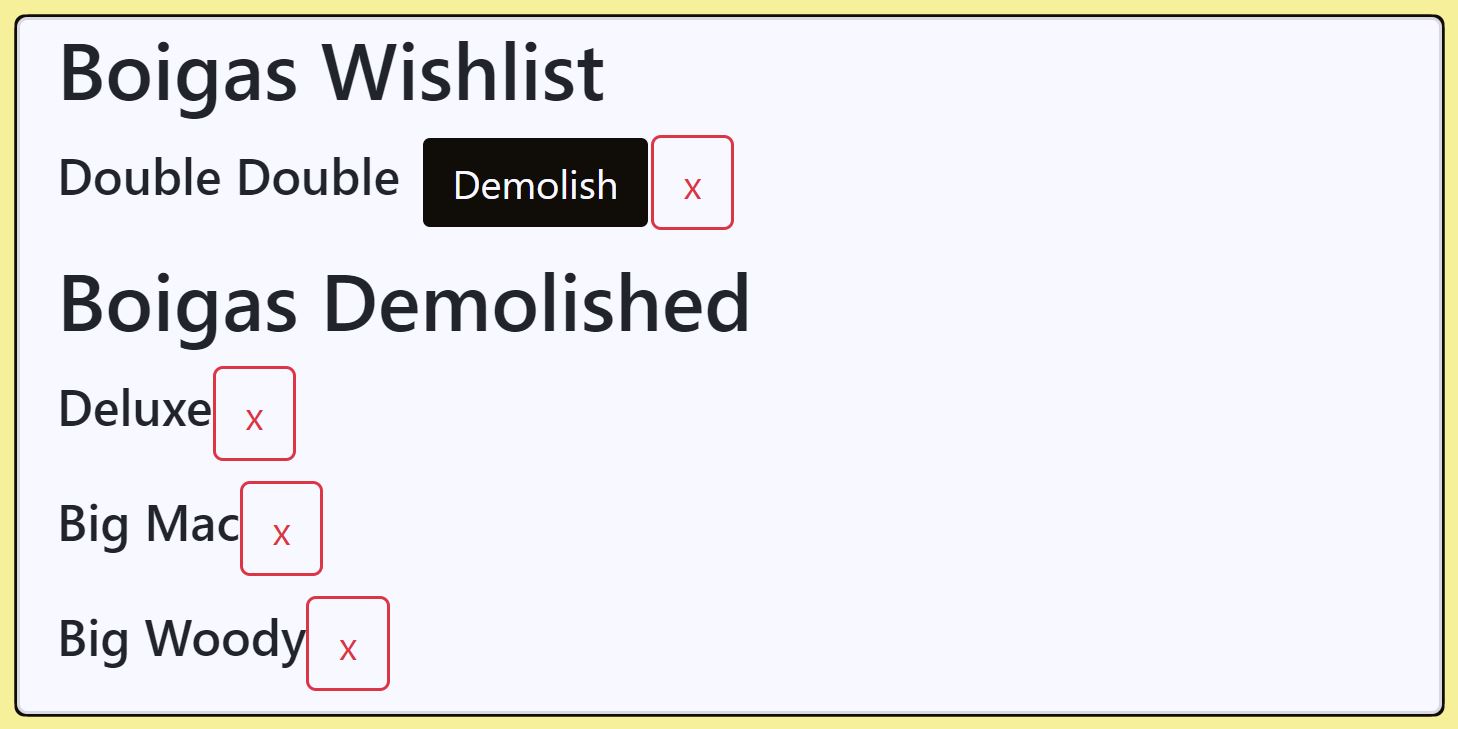 Boigas Wishlist
Double Double Demolish x
Boigas Demolished
Deluxe x
Big Mac x
Big Woody x